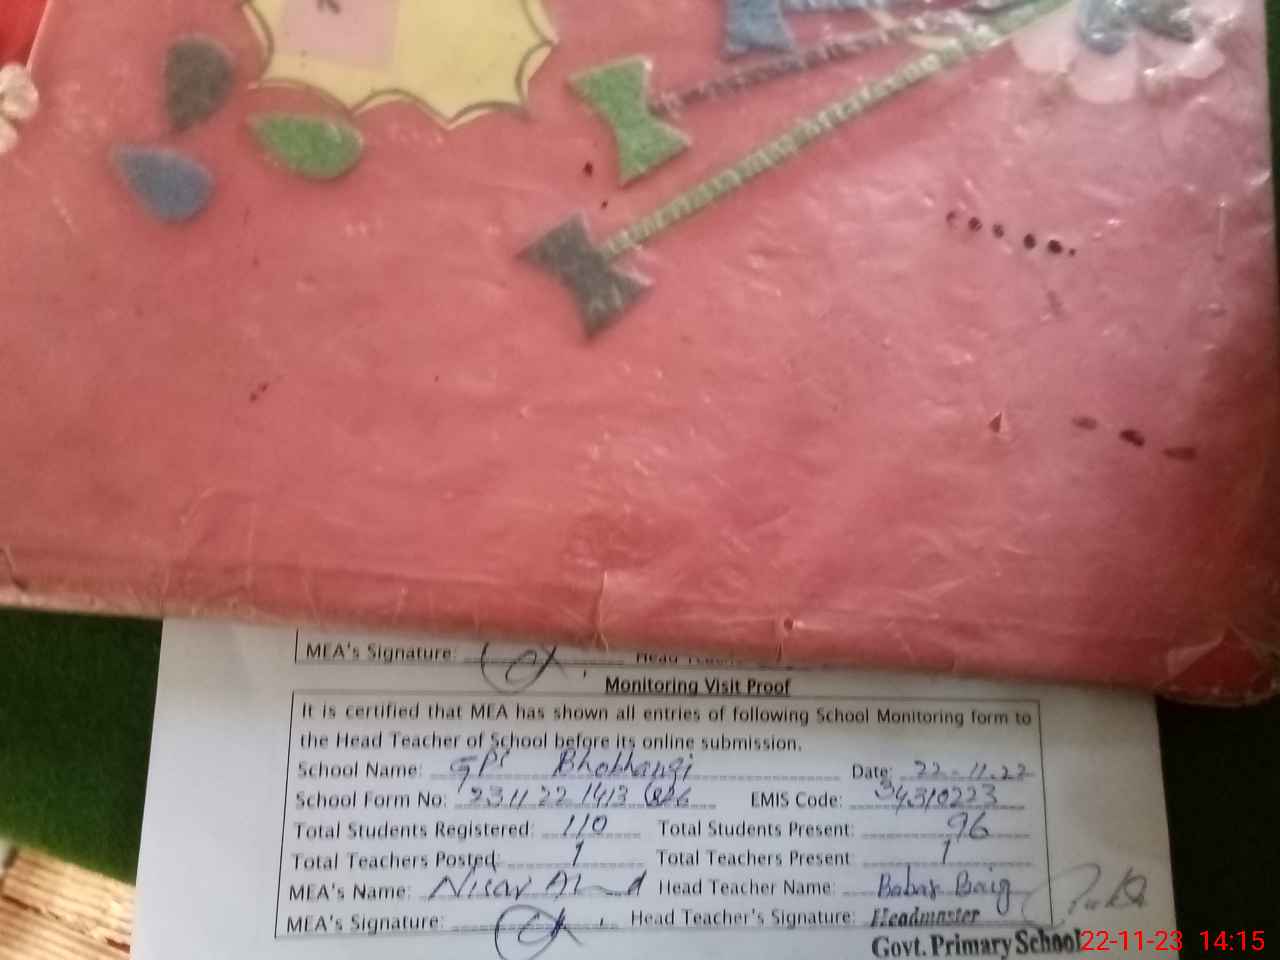 MEA's Signature:
Monitoring Visit Proof
It is certified that MEA has shown all entries of following School Monitoring form to
the Head Teacher of School before its online submission.
School Name: GPS Bhobhangi Date: 22-11-22
School Form No: 231122 1413 EMIS Code: 34310223
Total Students Registered: 110 Total Students Present: 96
Total Teachers Posted: 1 Total Teachers Present 1
MEA's Name: Nisar Ahmad Head Teacher Name: Babar Baig
MEA's Signature: Head Teacher's Signature: Headmaster
Govt. Primary School
22-11-23 14:15